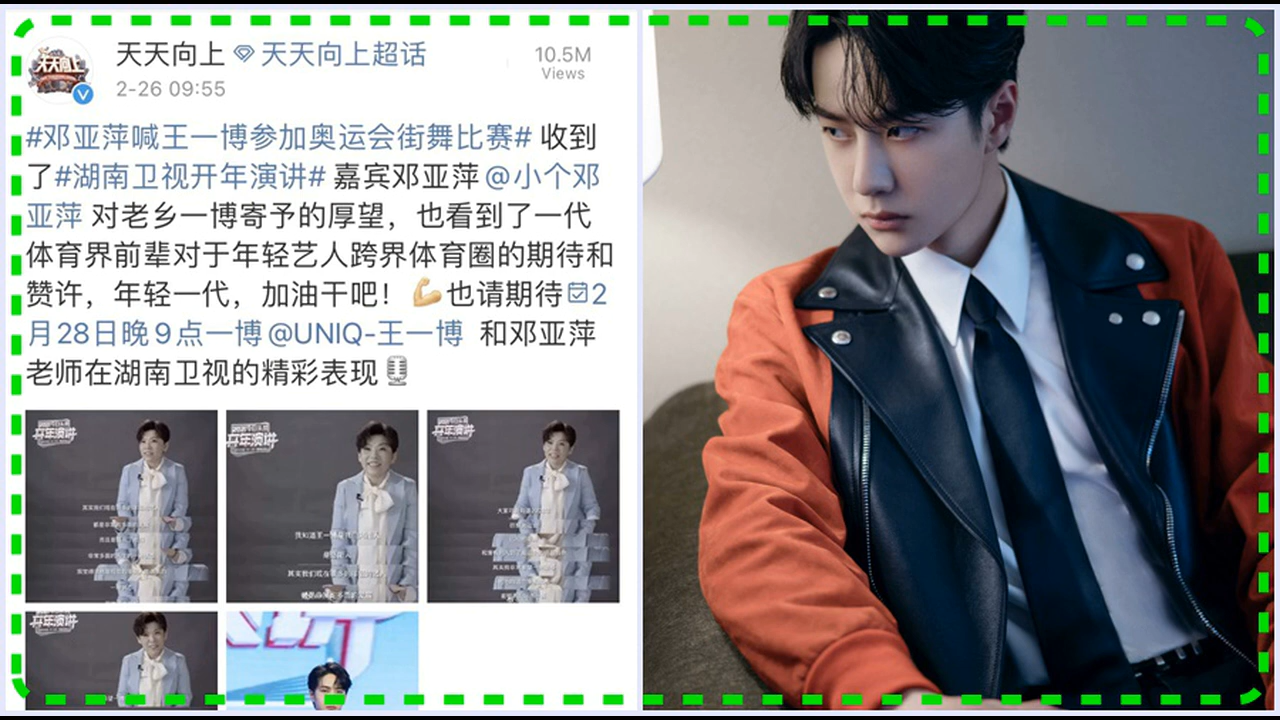 天天向上 天天向上超话
10.5M
Views
2-26 09:55
#邓亚萍喊王一博参加奥运会街舞比赛# 收到
了#湖南卫视开年演讲# 嘉宾邓亚萍@小个邓
亚萍 对老乡一博寄予的厚望，也看到了一代
体育界前辈对于年轻艺人跨界体育圈的期待和
赞许，年轻一代，加油干吧！💪也请期待2
月28日晚9点一博@UNIQ-王一博 和邓亚萍
老师在湖南卫视的精彩表现🎙
天天向上
开年演讲
开年演讲
开年演讲
开年演讲